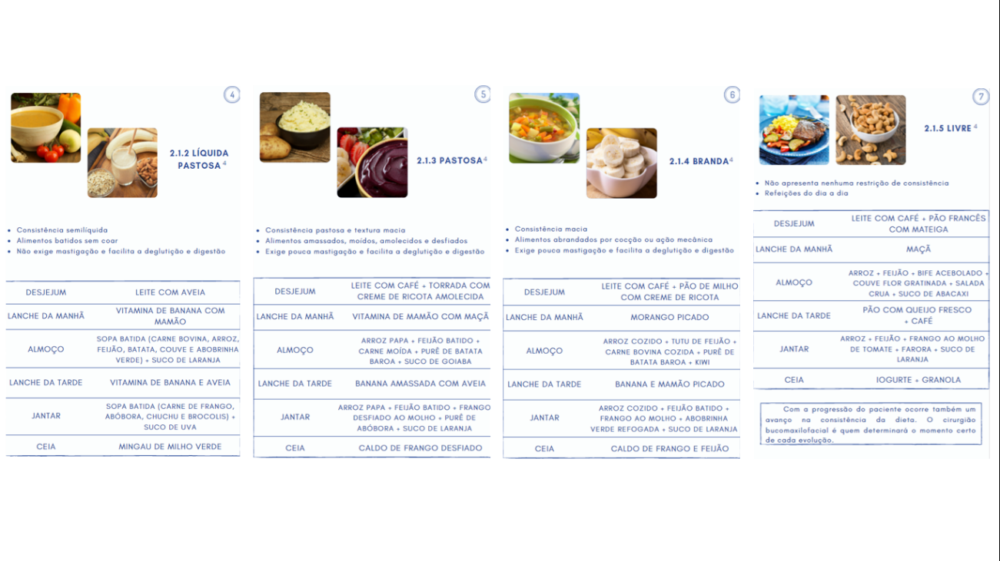 4
2.1.2 LÍQUIDA
PASTOSA 4
• Consistência semilíquida
• Alimentos batidos sem coar
• Não exige mastigação e facilita a deglutição e digestão
DESJEJUM
LEITE COM AVEIA
LANCHE DA MANHÃ
VITAMINA DE BANANA COM
MAMÃO
ALMOÇO
SOPA BATIDA (CARNE BOVINA, ARROZ,
FEIJÃO, BATATA, COUVE E ABOBRINHA
VERDE) + SUCO DE LARANJA
LANCHE DA TARDE
VITAMINA DE BANANA E AVEIA
JANTAR
SOPA BATIDA (CARNE DE FRANGO,
ABÓBORA, CHUCHU E BROCOLIS) +
SUCO DE UVA
CEIA
MINGAU DE MILHO VERDE
5
2.1.3 PASTOSA 4
• Consistência pastosa e textura macia
• Alimentos amassados, moídos, amolecidos e desfiados
• Exige pouca mastigação e facilita a deglutição e digestão
DESJEJUM
LEITE COM CAFÉ + TORRADA COM
CREME DE RICOTA AMOLECIDA
LANCHE DA MANHÃ
VITAMINA DE MAMÃO COM MAÇÃ
ALMOÇO
ARROZ PAPA + FEIJÃO BATIDO +
CARNE MOÍDA + PURÊ DE BATATA
BAROA + SUCO DE GOIABA
LANCHE DA TARDE
BANANA AMASSADA COM AVEIA
JANTAR
ARROZ PAPA + FEIJÃO BATIDO + FRANGO
DESFIADO AO MOLHO + PURÊ DE
ABÓBORA + SUCO DE LARANJA
CEIA
CALDO DE FRANGO DESFIADO
6
2.1.4 BRANDA 4
• Consistência macia
• Alimentos abrandados por cocção ou ação mecânica
• Exige pouca mastigação e facilita a deglutição e digestão
DESJEJUM
LEITE COM CAFÉ + PÃO DE MILHO
COM CREME DE RICOTA
LANCHE DA MANHÃ
MORANGO PICADO
ALMOÇO
ARROZ COZIDO + TUTU DE FEIJÃO +
CARNE BOVINA COZIDA + PURÊ DE
BATATA BAROA + KIWI
LANCHE DA TARDE
BANANA E MAMÃO PICADO
JANTAR
ARROZ COZIDO + FEIJÃO BATIDO +
FRANGO AO MOLHO + ABOBRINHA
VERDE REFOGADA + SUCO DE LARANJA
CEIA
CALDO DE FRANGO E FEIJÃO
7
2.1.5 LIVRE 4
• Não apresenta nenhuma restrição de consistência
• Refeições do dia a dia
DESJEJUM
LEITE COM CAFÉ + PÃO FRANCÊS
COM MATEIGA
LANCHE DA MANHÃ
MAÇÃ
ALMOÇO
ARROZ + FEIJÃO + BIFE ACEBOLADO +
COUVE FLOR GRATINADA + SALADA
CRUA + SUCO DE ABACAXI
LANCHE DA TARDE
PÃO COM QUEIJO FRESCO
+ CAFÉ
JANTAR
ARROZ + FEIJÃO + FRANGO AO MOLHO
DE TOMATE + FARORA + SUCO DE
LARANJA
CEIA
IOGURTE + GRANOLA
Com a progressão do paciente ocorre também um
avanço na consistência da dieta. O cirurgião
bucomaxilofacial é quem determinará o momento certo
de cada evolução.